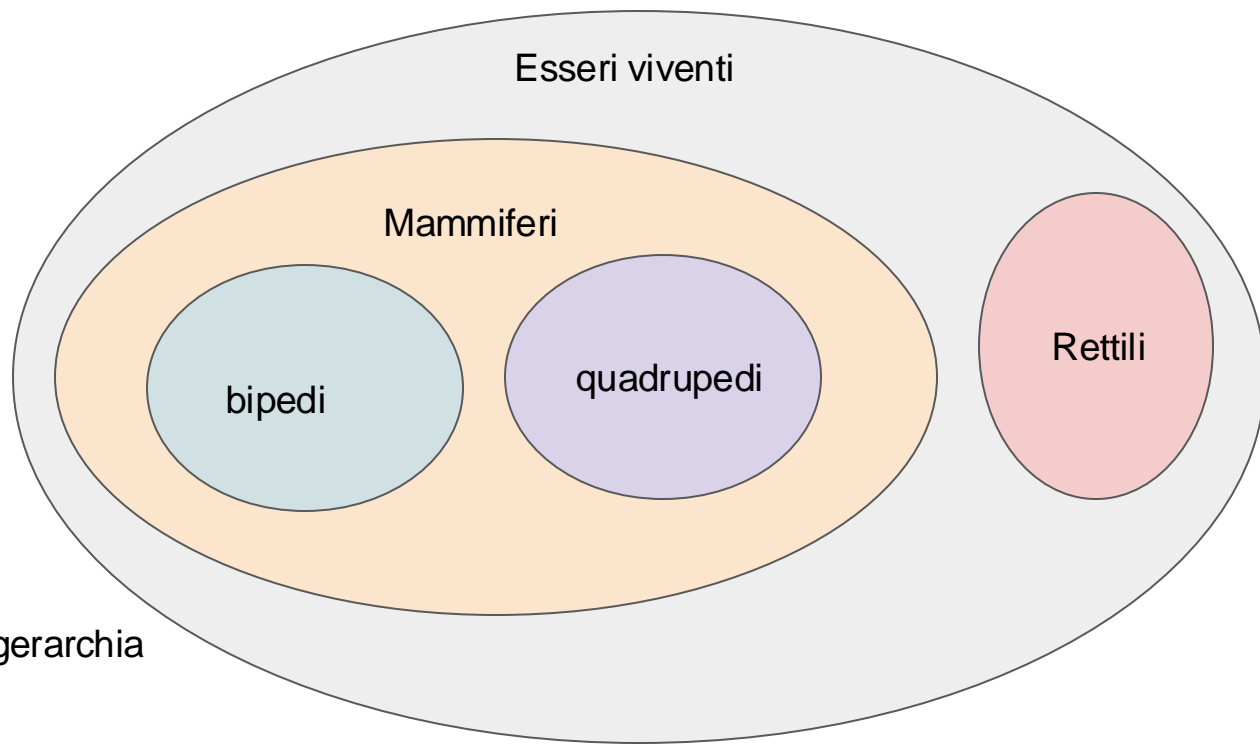 Esseri viventi
Mammiferi
bipedi
quadrupedi
Rettili
gerarchia